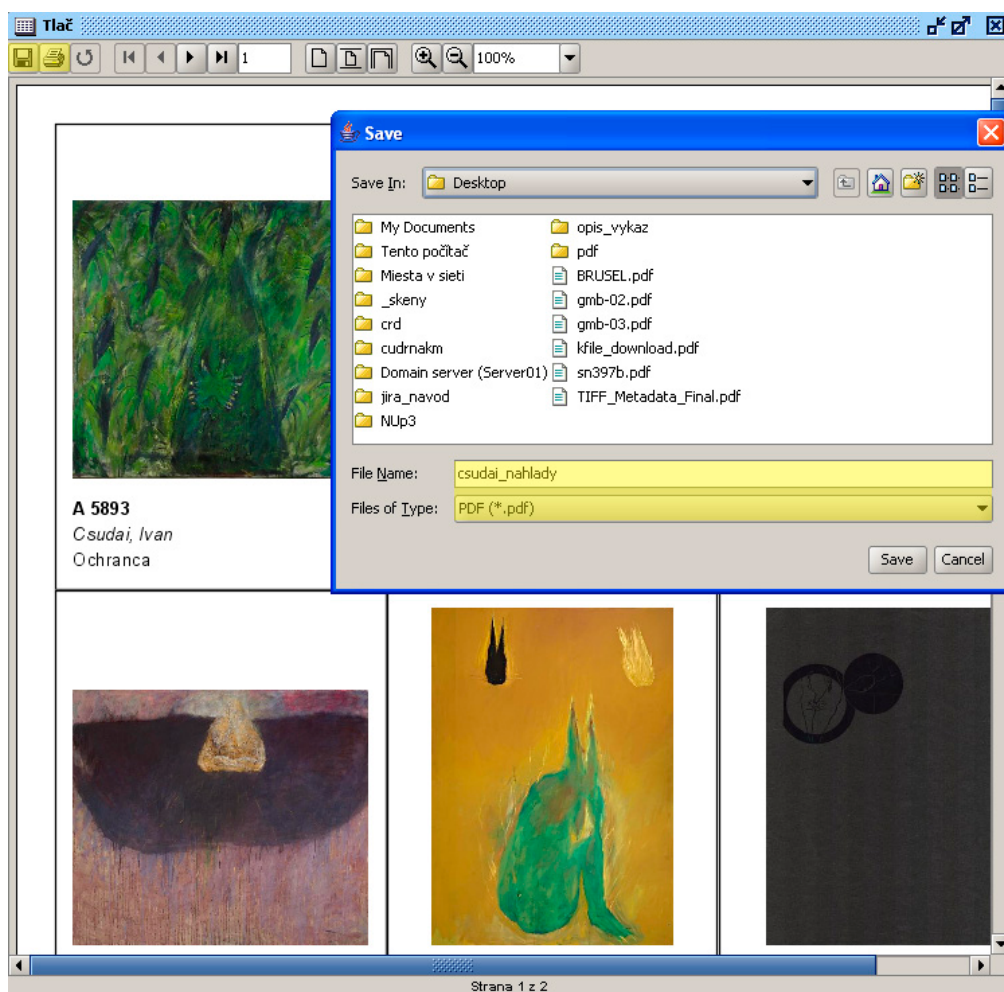 Tlač
1
100%
Save
Save In:
Desktop
My Documents
Tento počítač
Miesta v sieti
_skeny
crd
cudrnakm
Domain server (Server01)
jira_navod
NUp3
opis_vykaz
pdf
BRUSEL.pdf
gmb-02.pdf
gmb-03.pdf
kfile_download.pdf
sn397b.pdf
TIFF_Metadata_Final.pdf
File Name:
csudai_nahlady
Files of Type:
PDF (*.pdf)
Save
Cancel
A 5893
Csudai, Ivan
Ochranca
Strana 1 z 2